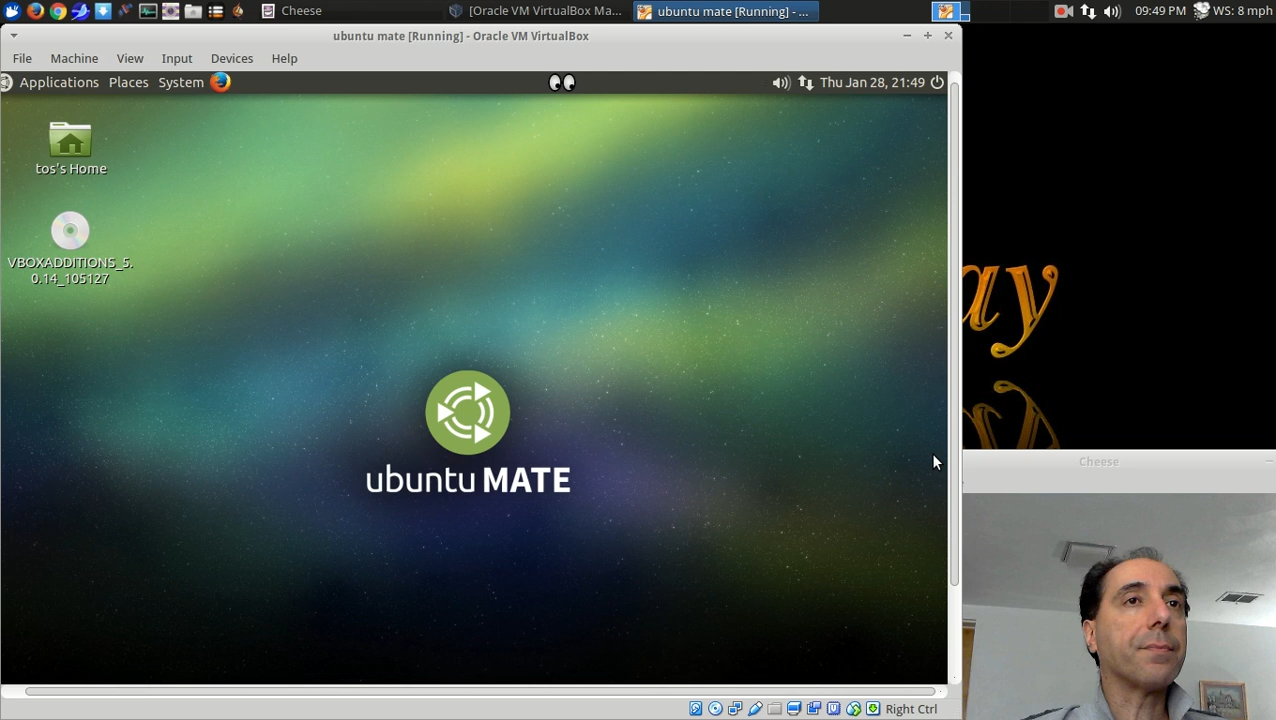 Cheese
[Oracle VM VirtualBox Ma...
ubuntu mate [Running] - ...
09:49 PM
WS: 8 mph
ubuntu mate [Running] - Oracle VM VirtualBox
File
Machine
View
Input
Devices
Help
Applications
Places
System
Thu Jan 28, 21:49
tos's Home
VBOXADDITIONS_5.
0.14_105127
ubuntu MATE
ay
Cheese
Right Ctrl